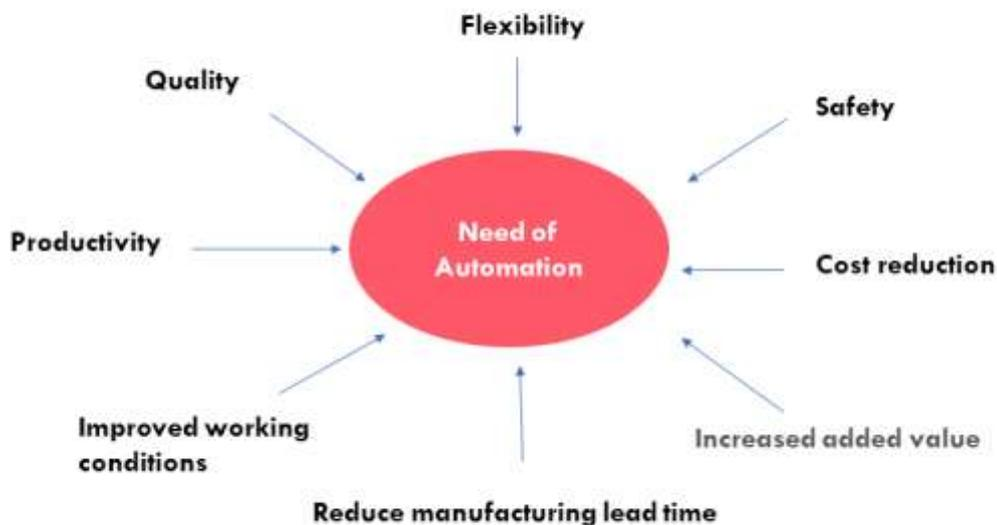 Flexibility
Quality
Safety
Productivity
Need of
Automation
Cost reduction
Improved working
conditions
Increased added value
Reduce manufacturing lead time